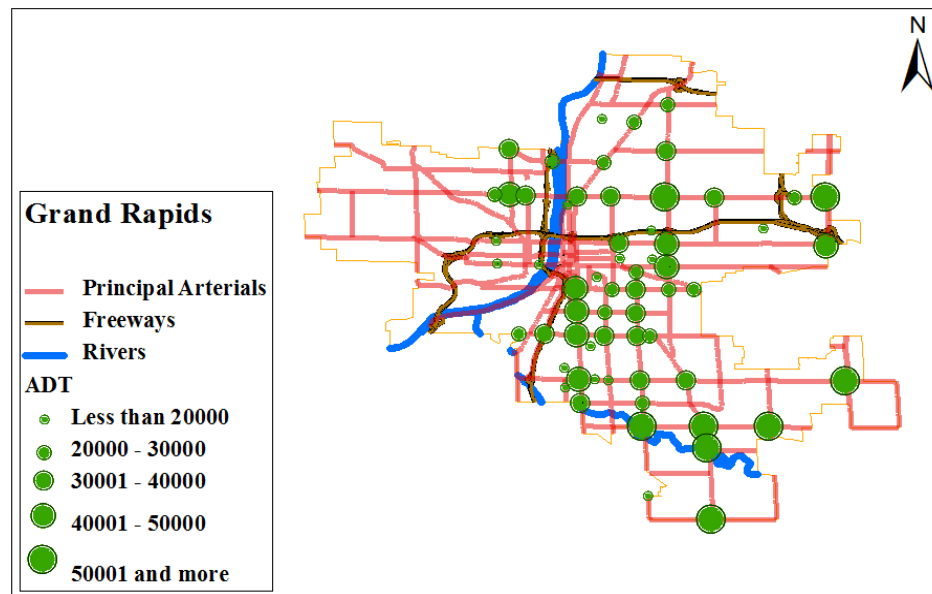 N
Grand Rapids
Principal Arterials
Freeways
Rivers
ADT
Less than 20000
20000 - 30000
30001 - 40000
40001 - 50000
50001 and more